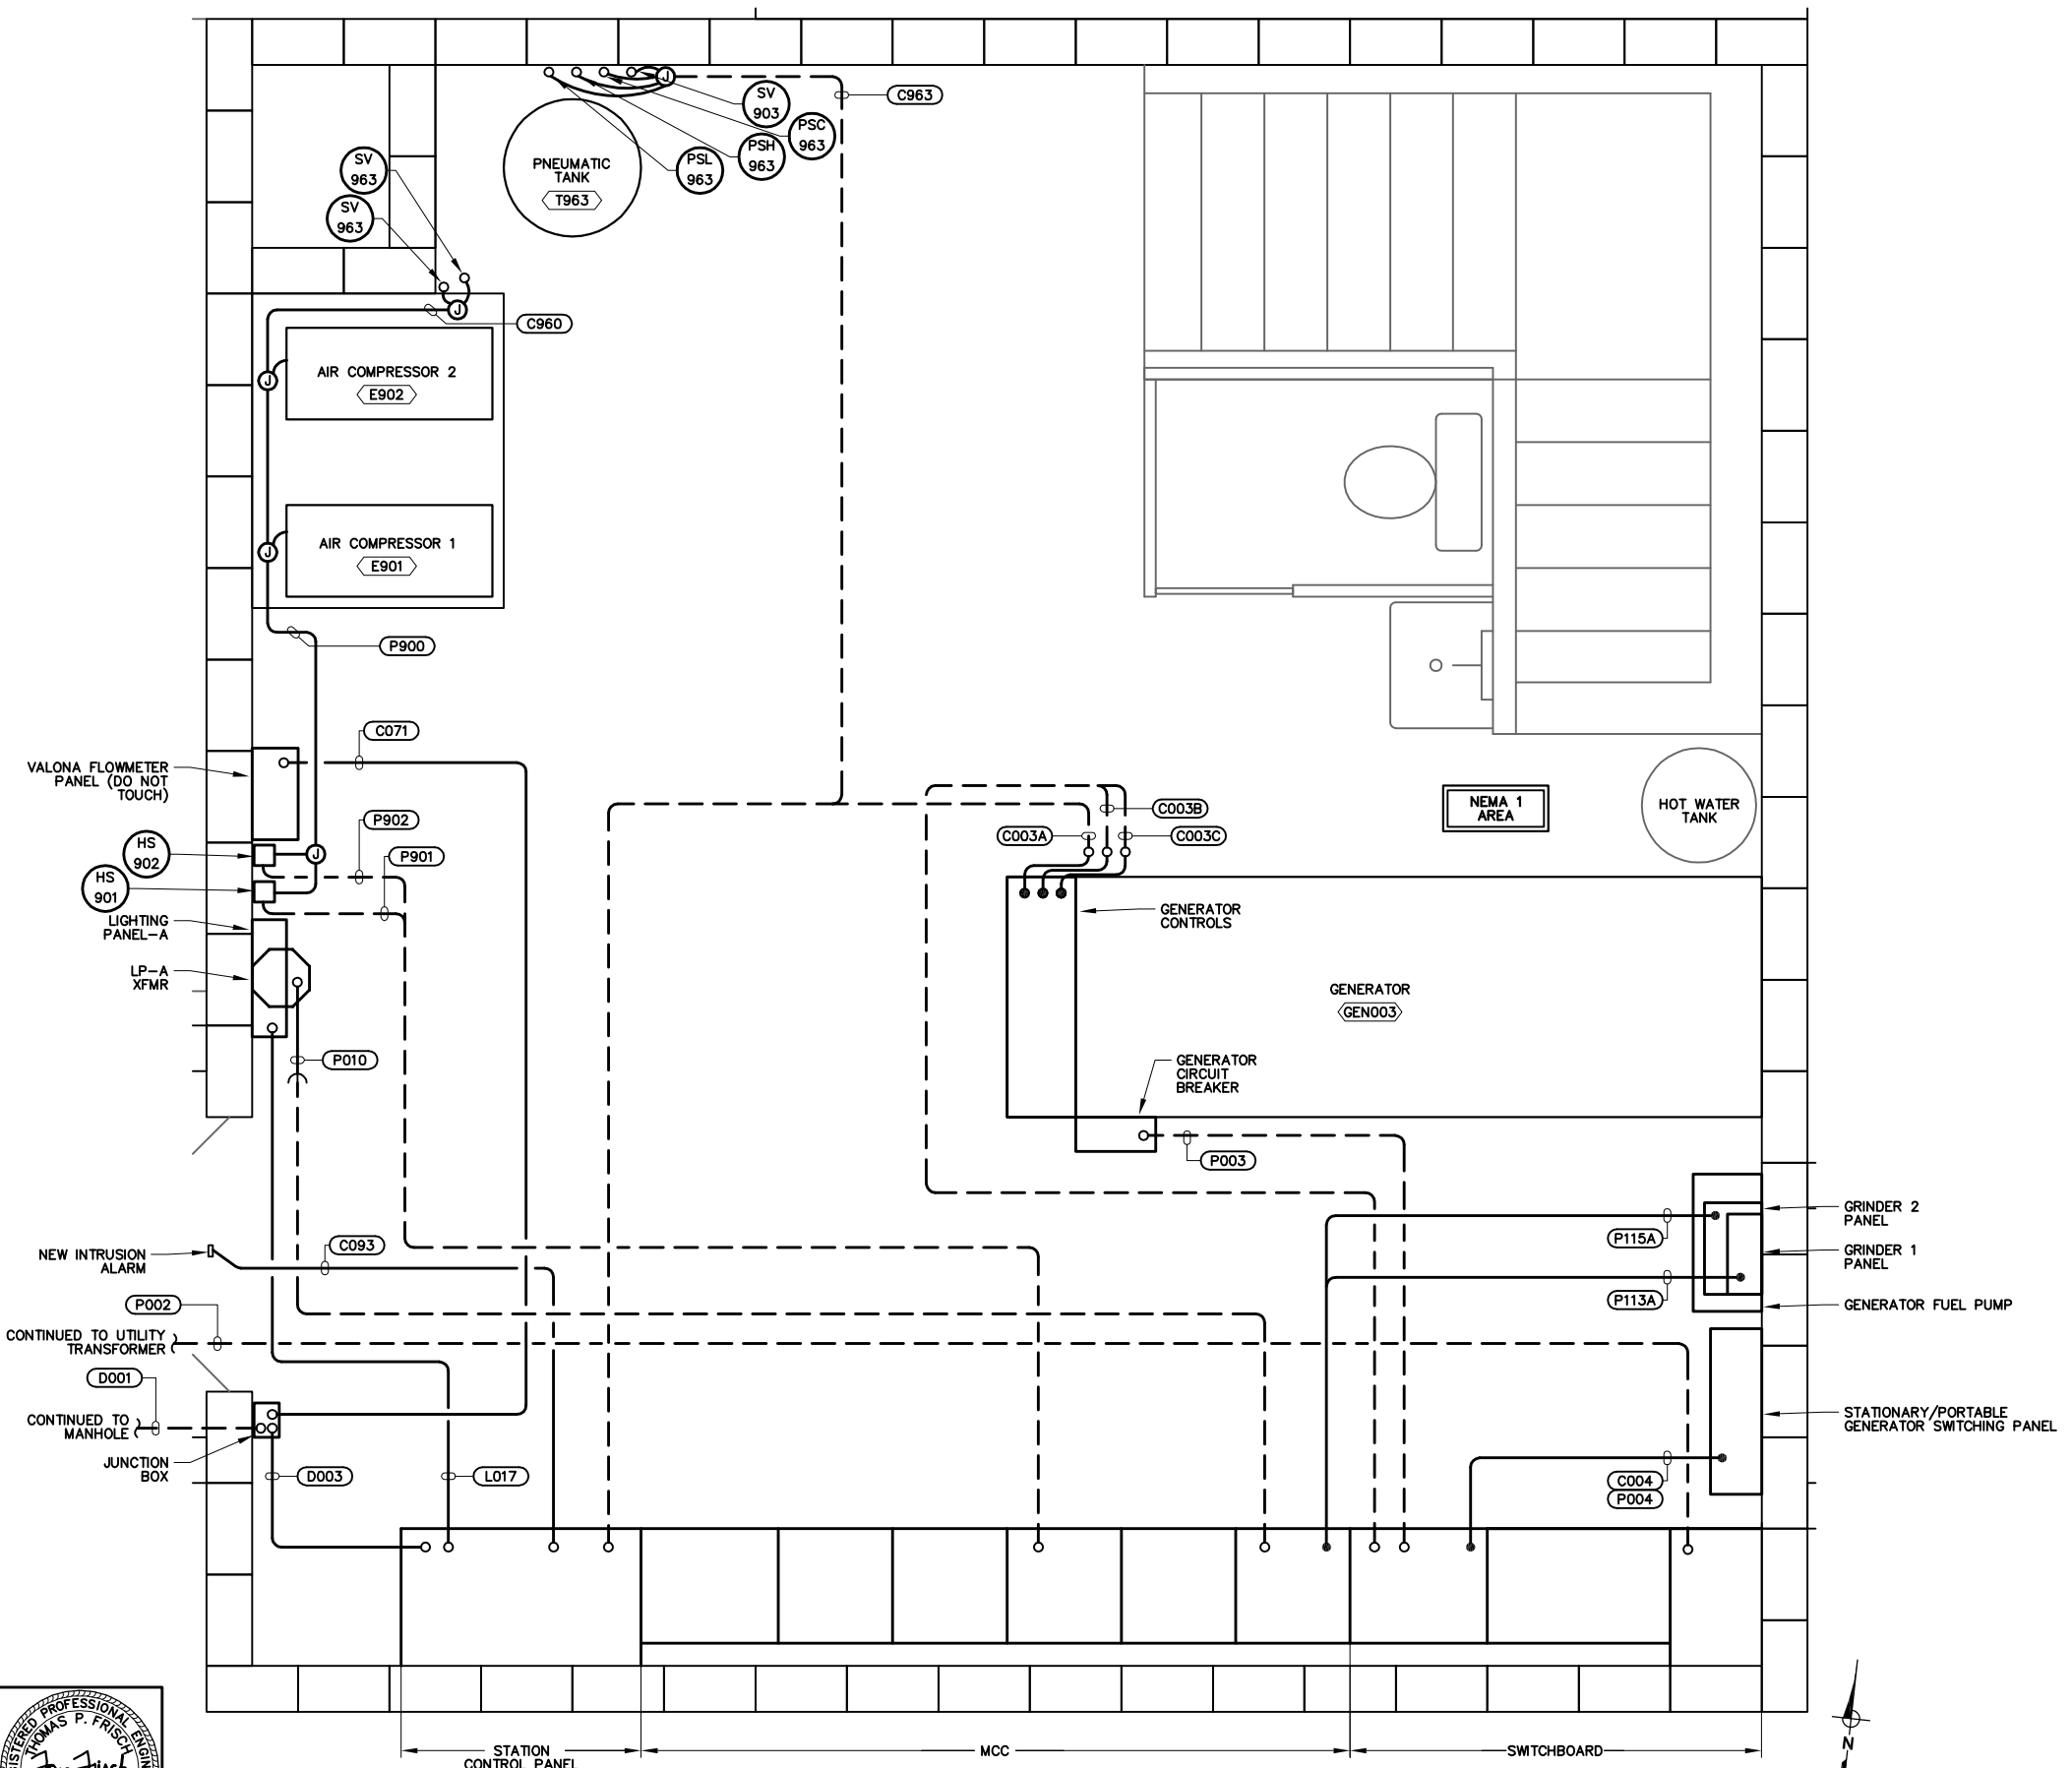 SV
903
C963
PSC
963
PSH
963
PSL
963
PNEUMATIC
TANK
T963
SV
963
SV
963
J
J
C960
AIR COMPRESSOR 2
E902
J
AIR COMPRESSOR 1
E901
J
P900
C071
VALONA FLOWMETER
PANEL (DO NOT
TOUCH)
P902
HS
902
J
P901
HS
901
LIGHTING
PANEL-A
LP-A
XFMR
P010
C003B
C003A
C003C
NEMA 1
AREA
HOT WATER
TANK
GENERATOR
CONTROLS
GENERATOR
GEN003
GENERATOR
CIRCUIT
BREAKER
P003
P115A
GRINDER 2
PANEL
GRINDER 1
PANEL
P113A
GENERATOR FUEL PUMP
NEW INTRUSION
ALARM
C093
P002
CONTINUED TO UTILITY
TRANSFORMER
D001
CONTINUED TO
MANHOLE
JUNCTION
BOX
D003
L017
STATIONARY/PORTABLE
GENERATOR SWITCHING PANEL
C004
P004
STATION
CONTROL PANEL
MCC
SWITCHBOARD
N
PROFESSIONAL
THOMAS P. FRISCH